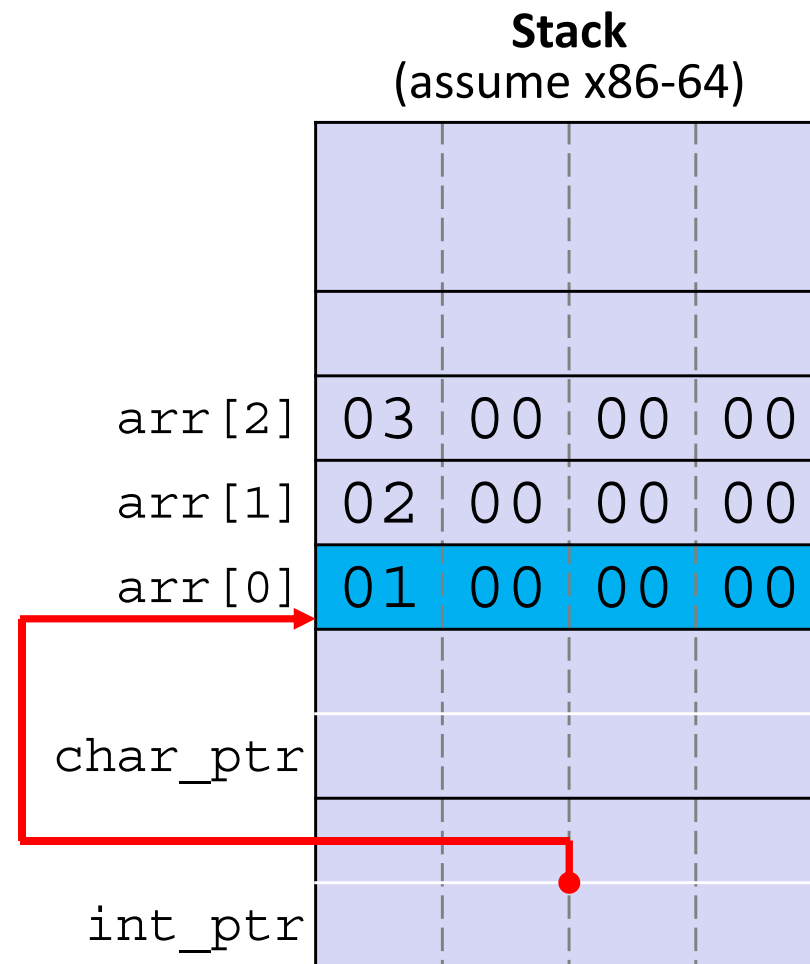 Stack
(assume x86-64)
arr[2] 03 00 00 00
arr[1] 02 00 00 00
arr[0] 01 00 00 00
char_ptr
int_ptr